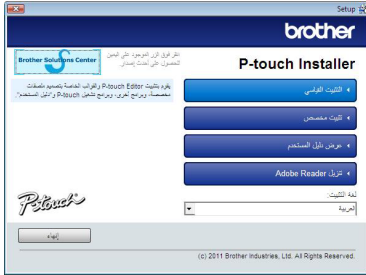 Setup
brother
Brother Solutions Center
انقر فوق الزر الموجود على اليمين
للحصول على أحدث إصدار.
P-touch Installer
يقوم بتثبيت P-touch Editor والقوالب الخاصة بتصميم ملصقات
مخصصة، وبرامج أخرى، وبرامج تشغيل P-touch و"دليل المستخدم".
التثبيت القياسي
تثبيت مخصص
عرض دليل المستخدم
تنزيل Adobe Reader
لغة التثبيت:
العربية
P-touch
إنهاء
(c) 2011 Brother Industries, Ltd. All Rights Reserved.